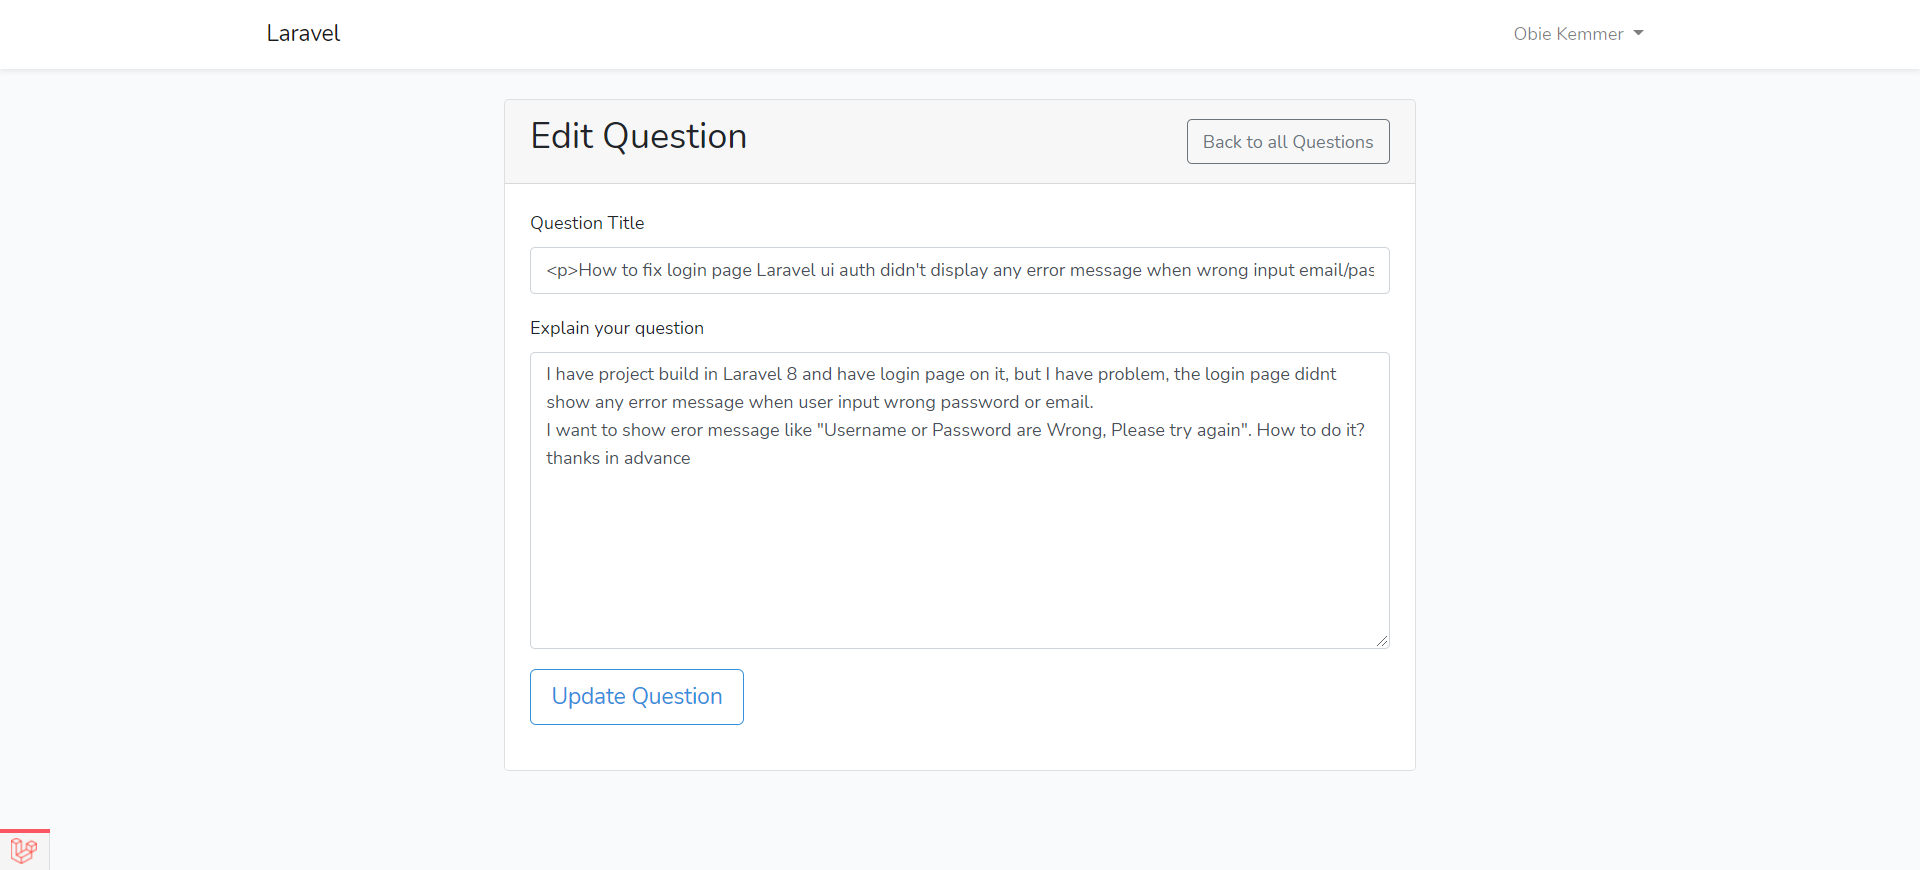 Laravel
Obie Kemmer
Edit Question
Back to all Questions
Question Title
<p>How to fix login page Laravel ui auth didn't display any error message when wrong input email/pas
Explain your question
I have project build in Laravel 8 and have login page on it, but I have problem, the login page didnt
show any error message when user input wrong password or email.
I want to show eror message like "Username or Password are Wrong, Please try again". How to do it?
thanks in advance
Update Question